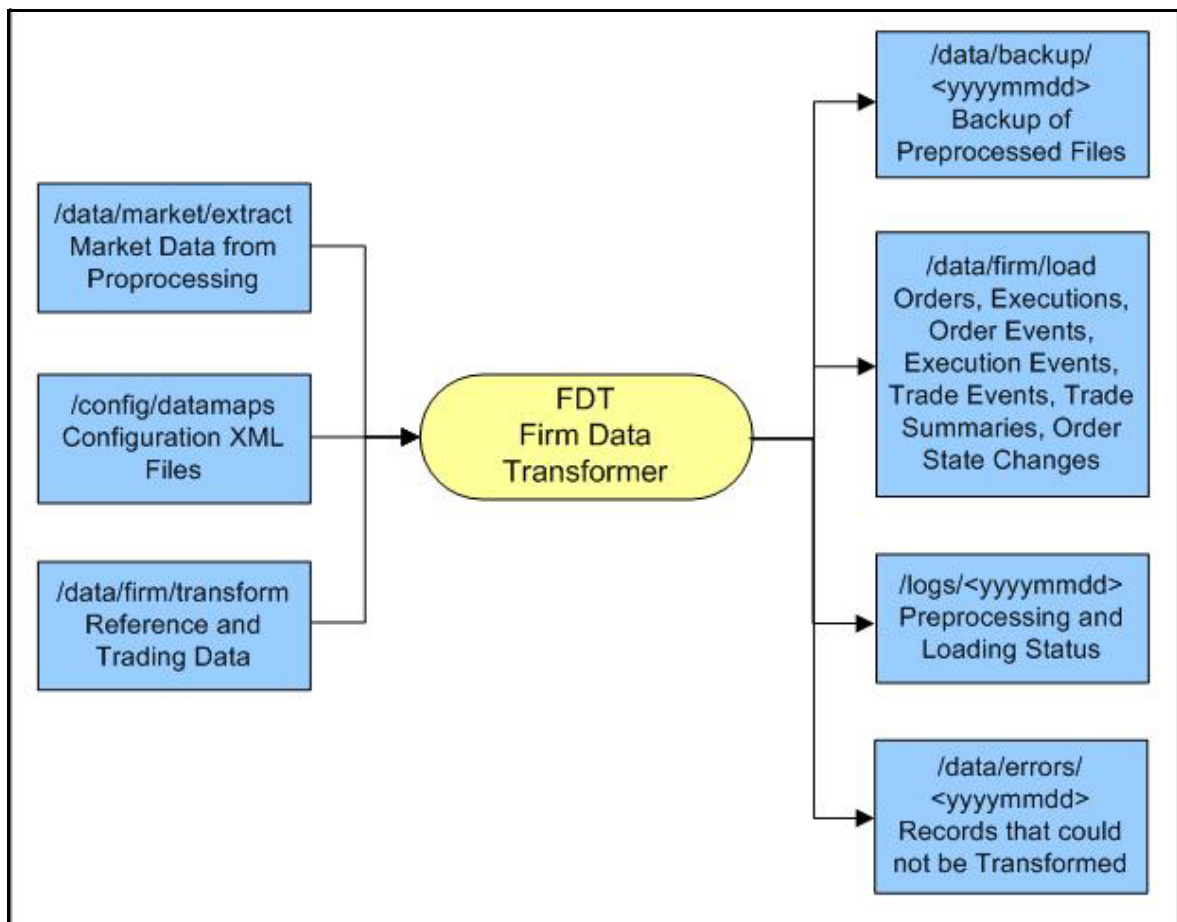 /data/market/extract
Market Data from
Proprocessing
/config/datamaps
Configuration XML
Files
/data/firm/transform
Reference and
Trading Data
FDT
Firm Data
Transformer
/data/backup/
<yyyymmdd>
Backup of
Preprocessed Files
/data/firm/load
Orders, Executions,
Order Events,
Execution Events,
Trade Events, Trade
Summaries, Order
State Changes
/logs/<yyyymmdd>
Preprocessing and
Loading Status
/data/errors/
<yyyymmdd>
Records that could
not be Transformed